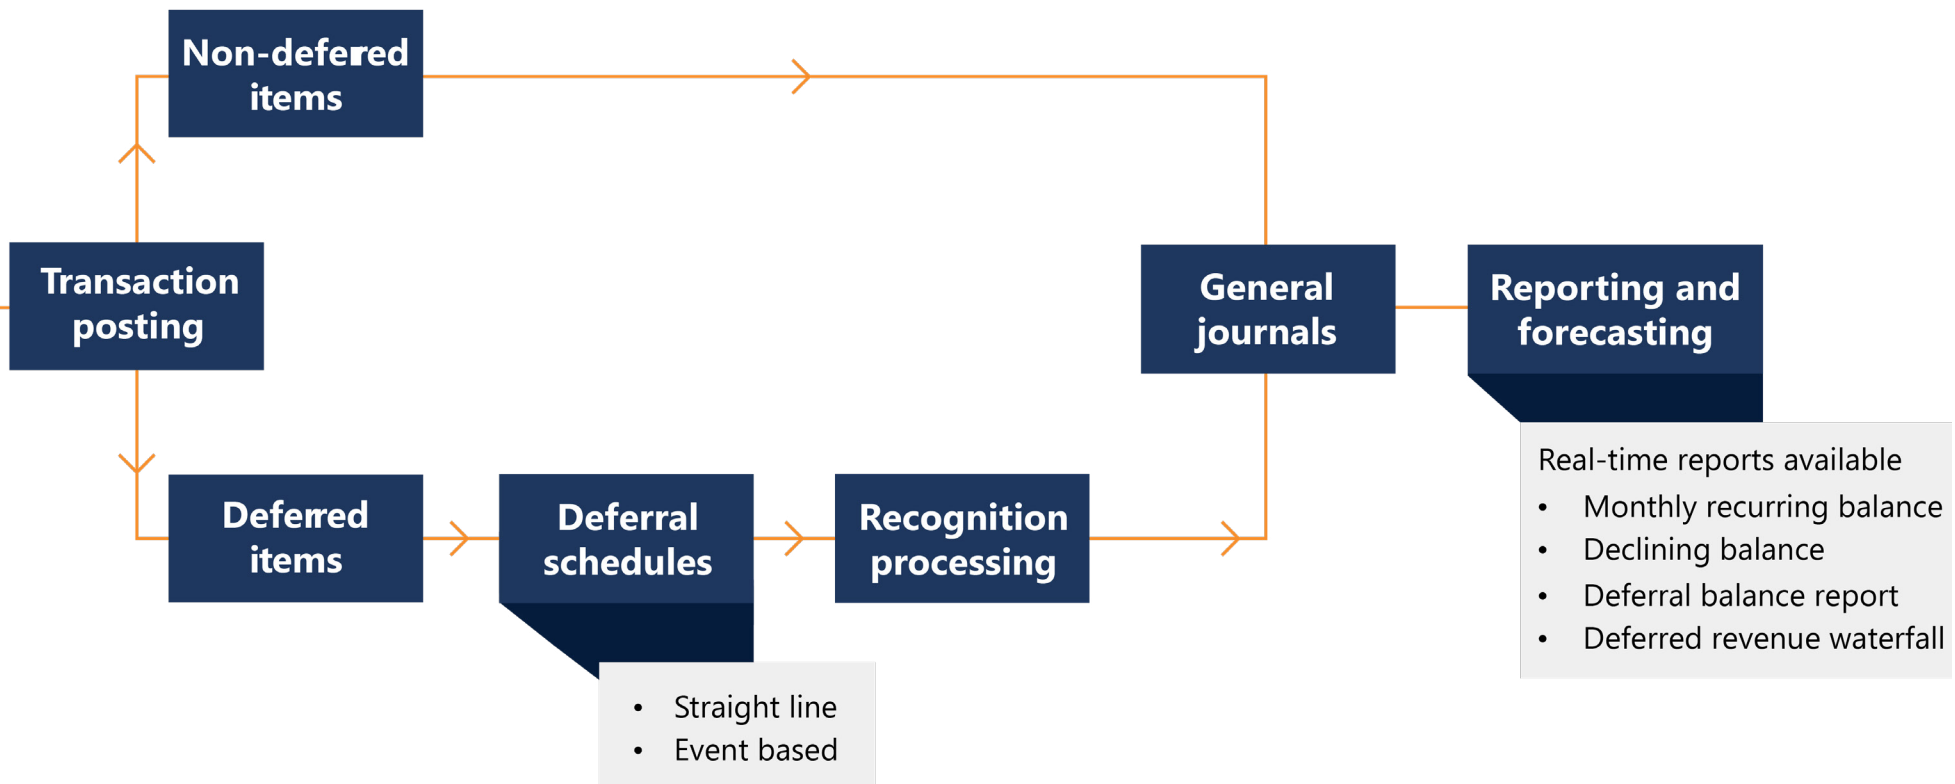 Non-deferred
items
Transaction
posting
General
journals
Reporting and
forecasting
Real-time reports available
• Monthly recurring balance
• Declining balance
• Deferral balance report
• Deferred revenue waterfall
Deferred
items
Deferral
schedules
Recognition
processing
• Straight line
• Event based